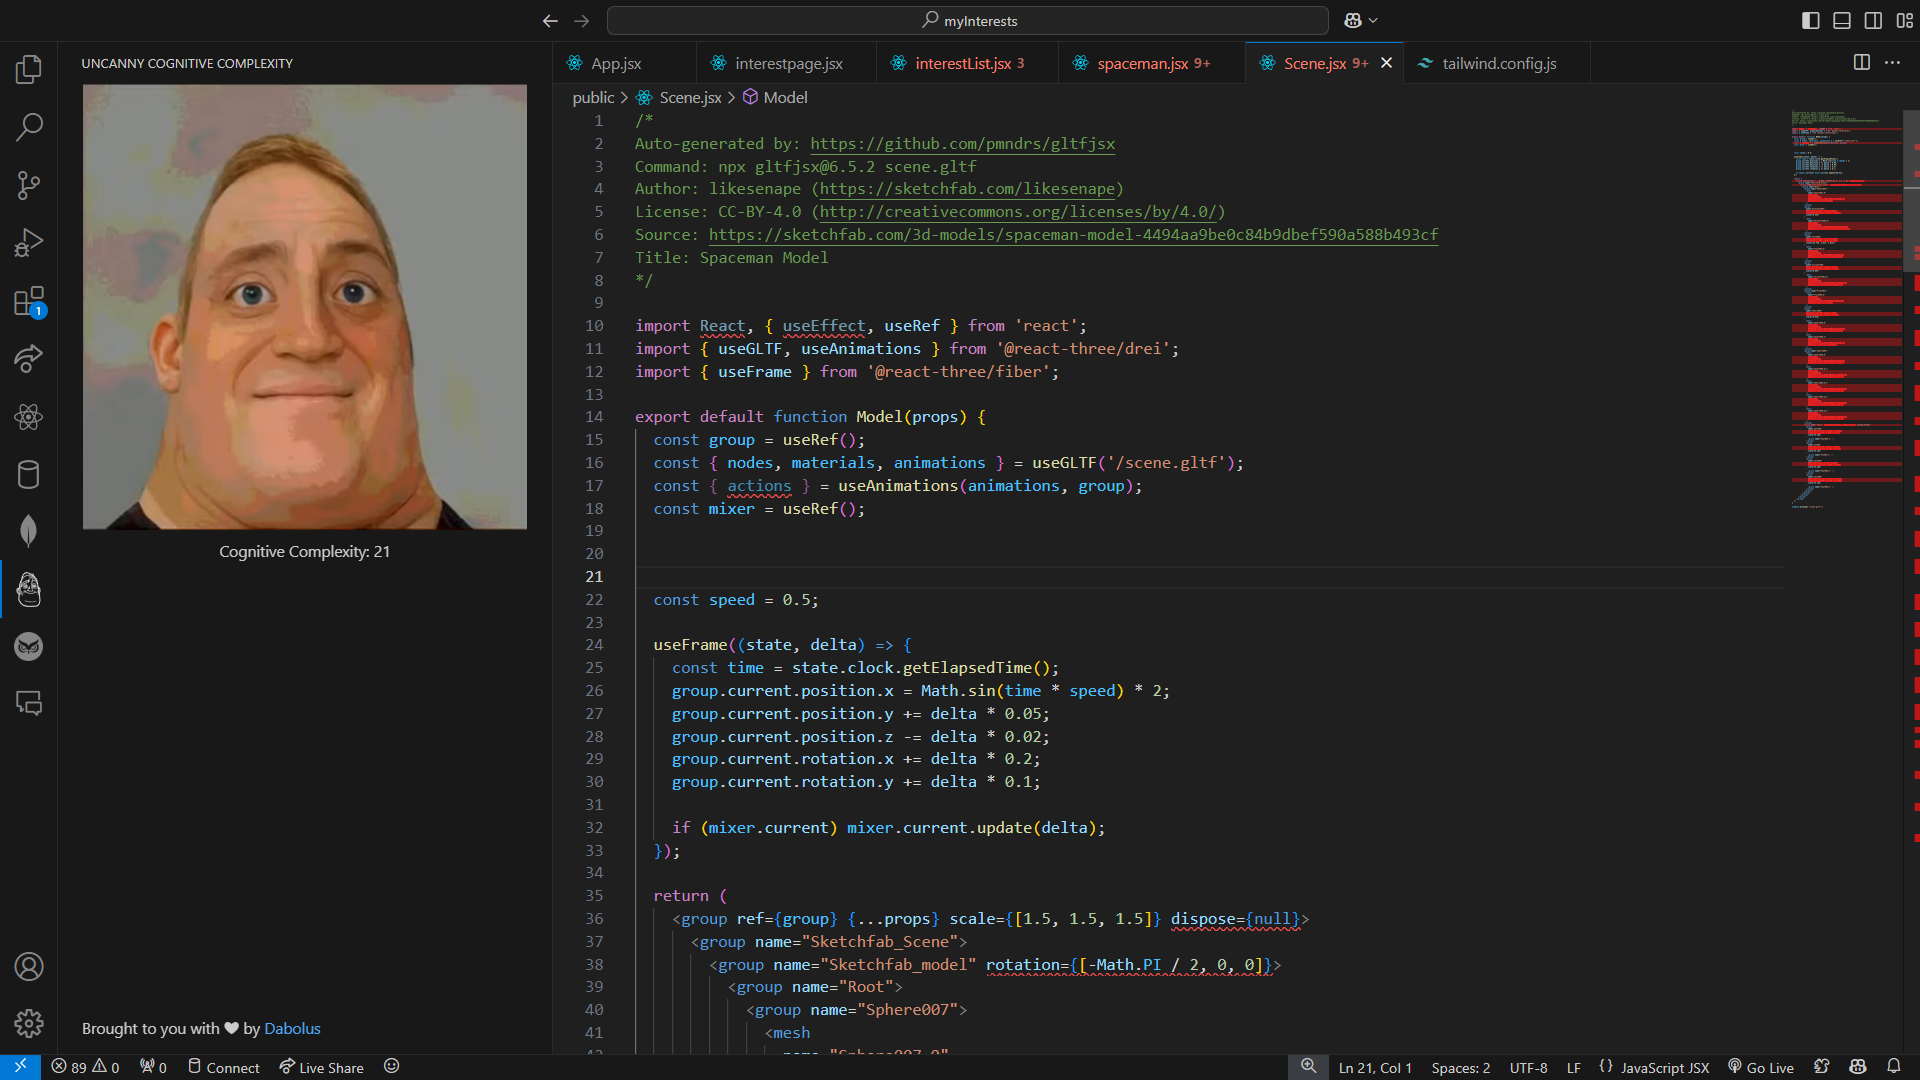 myInterests
UNCANNY COGNITIVE COMPLEXITY
App.jsx
interestpage.jsx
interestList.jsx 3
spaceman.jsx 9+
Scene.jsx 9+
tailwind.config.js
public > Scene.jsx > Model
1 /*
2 Auto-generated by: https://github.com/pmndrs/gltfjsx
3 Command: npx gltfjsx@6.5.2 scene.gltf
4 Author: likesenape (https://sketchfab.com/likesenape)
5 License: CC-BY-4.0 (http://creativecommons.org/licenses/by/4.0/)
6 Source: https://sketchfab.com/3d-models/spaceman-model-4494aa9be0c84b9dbef590a588b493cf
7 Title: Spaceman Model
8 */
9
10 import React, { useEffect, useRef } from 'react';
11 import { useGLTF, useAnimations } from '@react-three/drei';
12 import { useFrame } from '@react-three/fiber';
13
14 export default function Model(props) {
15 const group = useRef();
16 const { nodes, materials, animations } = useGLTF('/scene.gltf');
17 const { actions } = useAnimations(animations, group);
18 const mixer = useRef();
19
20
21
22 const speed = 0.5;
23
24 useFrame((state, delta) => {
25 const time = state.clock.getElapsedTime();
26 group.current.position.x = Math.sin(time * speed) * 2;
27 group.current.position.y += delta * 0.05;
28 group.current.position.z -= delta * 0.02;
29 group.current.rotation.x += delta * 0.2;
30 group.current.rotation.y += delta * 0.1;
31
32 if (mixer.current) mixer.current.update(delta);
33 });
34
35 return (
36 <group ref={group} {...props} scale={[1.5, 1.5, 1.5]} dispose={null}>
37 <group name="Sketchfab_Scene">
38 <group name="Sketchfab_model" rotation={[-Math.PI / 2, 0, 0]}>
39 <group name="Root">
40 <group name="Sphere007">
41 <mesh
1
Cognitive Complexity: 21
Brought to you with ♥ by Dabolus
89 0
0
Connect
Live Share
Ln 21, Col 1
Spaces: 2
UTF-8
LF
{} JavaScript JSX
Go Live